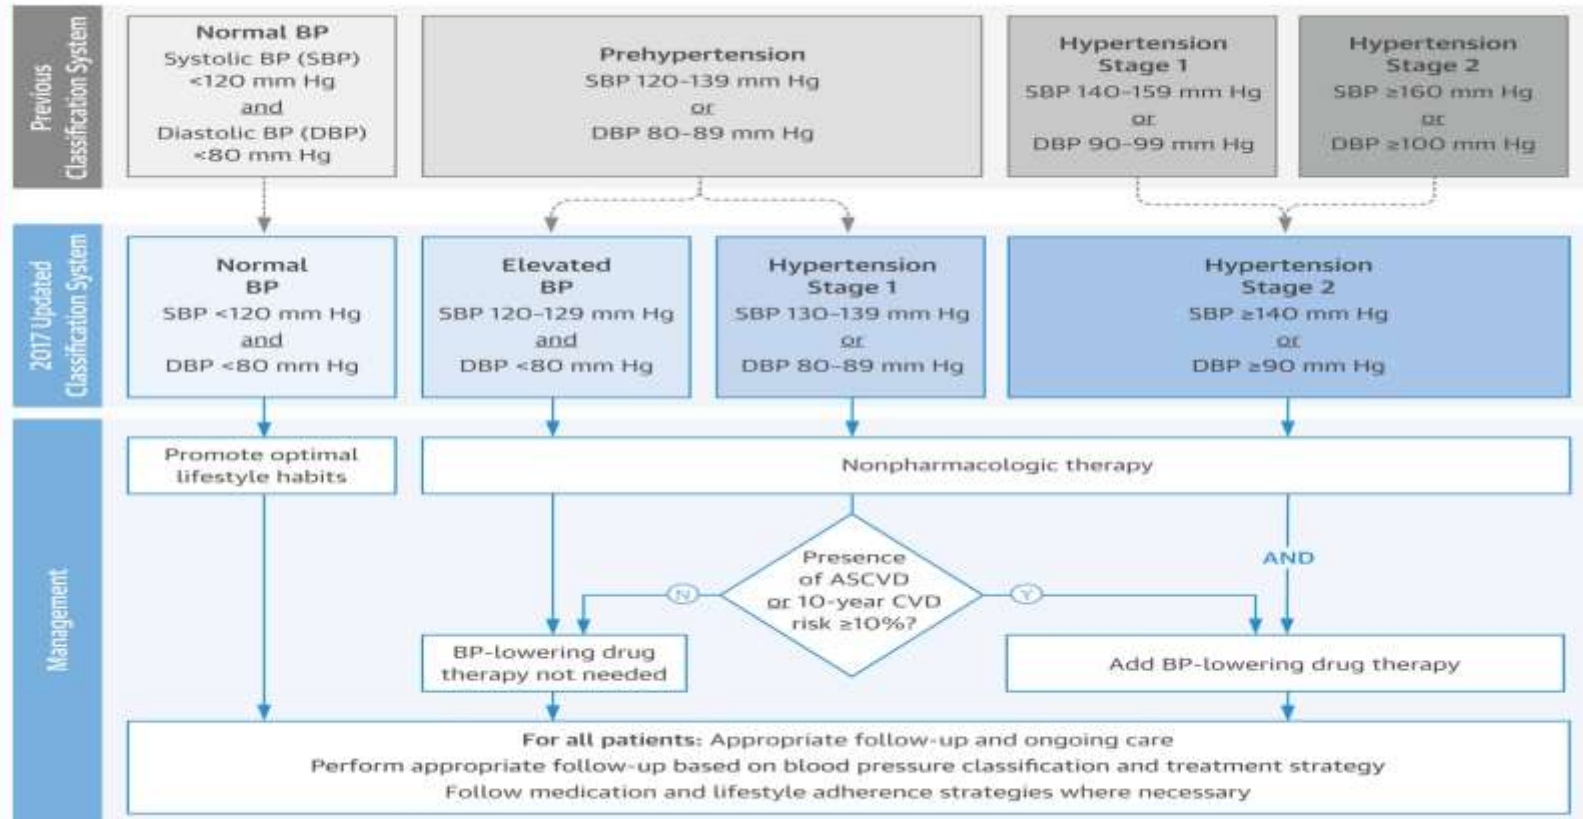 Previous
Classification System
Normal BP
Systolic BP (SBP)
<120 mm Hg
and
Diastolic BP (DBP)
<80 mm Hg
Prehypertension
SBP 120–139 mm Hg
or
DBP 80–89 mm Hg
Hypertension
Stage 1
SBP 140–159 mm Hg
or
DBP 90–99 mm Hg
Hypertension
Stage 2
SBP ≥160 mm Hg
or
DBP ≥100 mm Hg
2017 Updated
Classification System
Normal
BP
SBP <120 mm Hg
and
DBP <80 mm Hg
Elevated
BP
SBP 120–129 mm Hg
and
DBP <80 mm Hg
Hypertension
Stage 1
SBP 130–139 mm Hg
or
DBP 80–89 mm Hg
Hypertension
Stage 2
SBP ≥140 mm Hg
or
DBP ≥90 mm Hg
Management
Promote optimal
lifestyle habits
Nonpharmacologic therapy
Presence
of ASCVD
or 10-year CVD
risk ≥10%?
N
Y
AND
BP-lowering drug
therapy not needed
Add BP-lowering drug therapy
For all patients: Appropriate follow-up and ongoing care
Perform appropriate follow-up based on blood pressure classification and treatment strategy
Follow medication and lifestyle adherence strategies where necessary